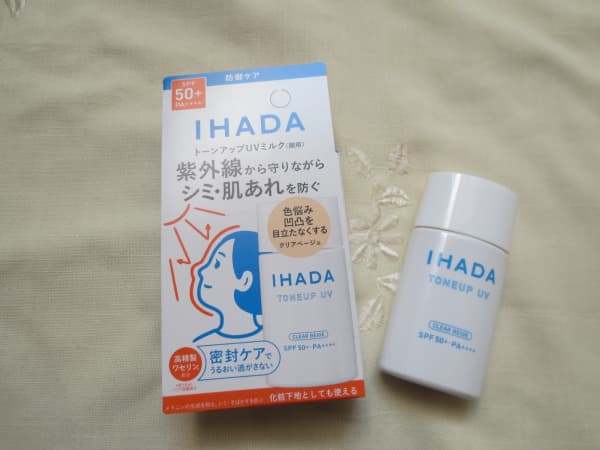 防御ケア
SPF
50+
PA++++
IHADA
トーンアップUVミルク〈顔用〉
紫外線から守りながら
シミ・肌あれを防ぐ
色悩み
凹凸を
目立たなくする
クリアベージュ
IHADA
TONEUP UV
CLEAR BEIGE
SPF 50+・PA++++
高精製
ワセリン
配合
密封ケアで
うるおい逃がさない
化粧下地としても使える
IHADA
TONEUP UV
CLEAR BEIGE
SPF 50+・PA++++